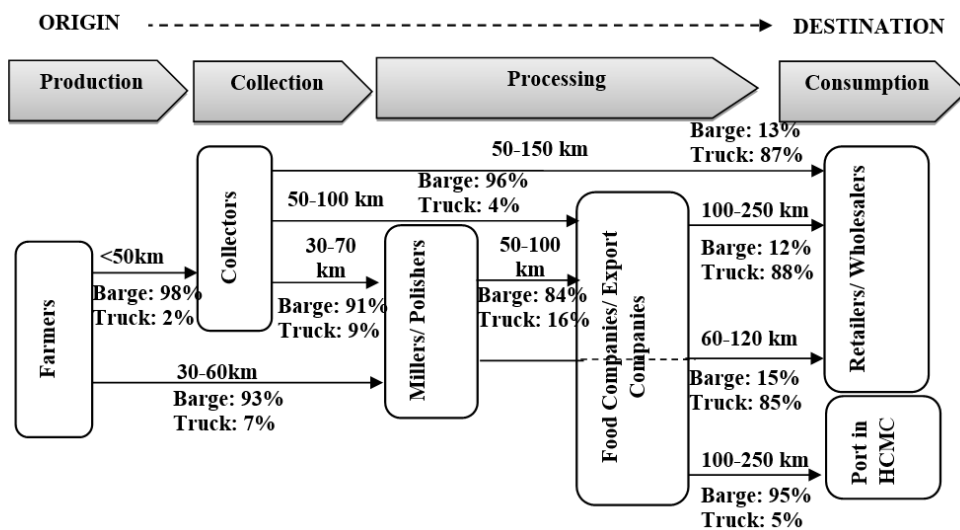 ORIGIN
DESTINATION
Production
Collection
Processing
Consumption
Barge: 13%
Truck: 87%
50-150 km
Barge: 96%
Truck: 4%
50-100 km
Collectors
Retailers/ Wholesalers
100-250 km
Barge: 12%
Truck: 88%
<50km
Barge: 98%
Truck: 2%
Farmers
30-70
km
Barge: 91%
Truck: 9%
Millers/ Polishers
50-100
km
Barge: 84%
Truck: 16%
Food Companies/ Export
Companies
60-120 km
Barge: 15%
Truck: 85%
30-60km
Barge: 93%
Truck: 7%
100-250 km
Barge: 95%
Truck: 5%
Port in
HCMC